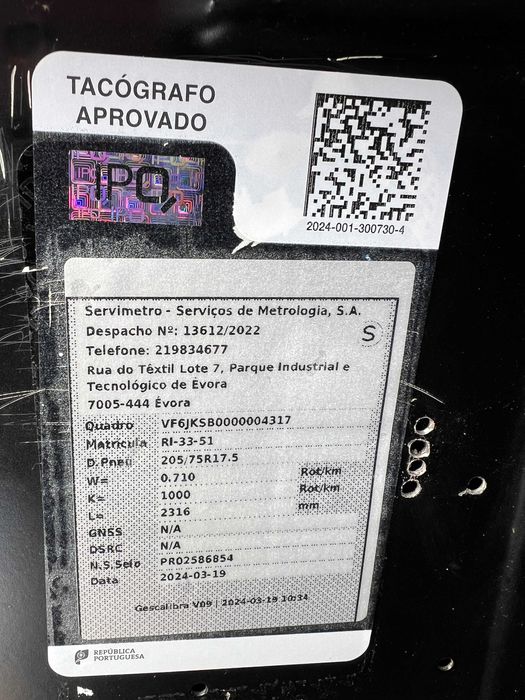 TACÓGRAFO
APROVADO
IPQ
2024-001-300730-4
Servimetro - Serviços de Metrologia, S.A.
Despacho Nº: 13612/2022
S
Telefone: 219834677
Rua do Têxtil Lote 7, Parque Industrial e
Tecnológico de Évora
7005-444 Évora
Quadro VF6JKSB0000004317
Matrícula RI-33-51
D.Pneu 205/75R17.5
W= 0.710 Rot/km
K= 1000 Rot/km
L= 2316 mm
GNSS N/A
DSRC N/A
N.S.Selo PR02586854
Data 2024-03-19
Gescalibra V09 | 2024-03-19 10:34
REPÚBLICA
PORTUGUESA